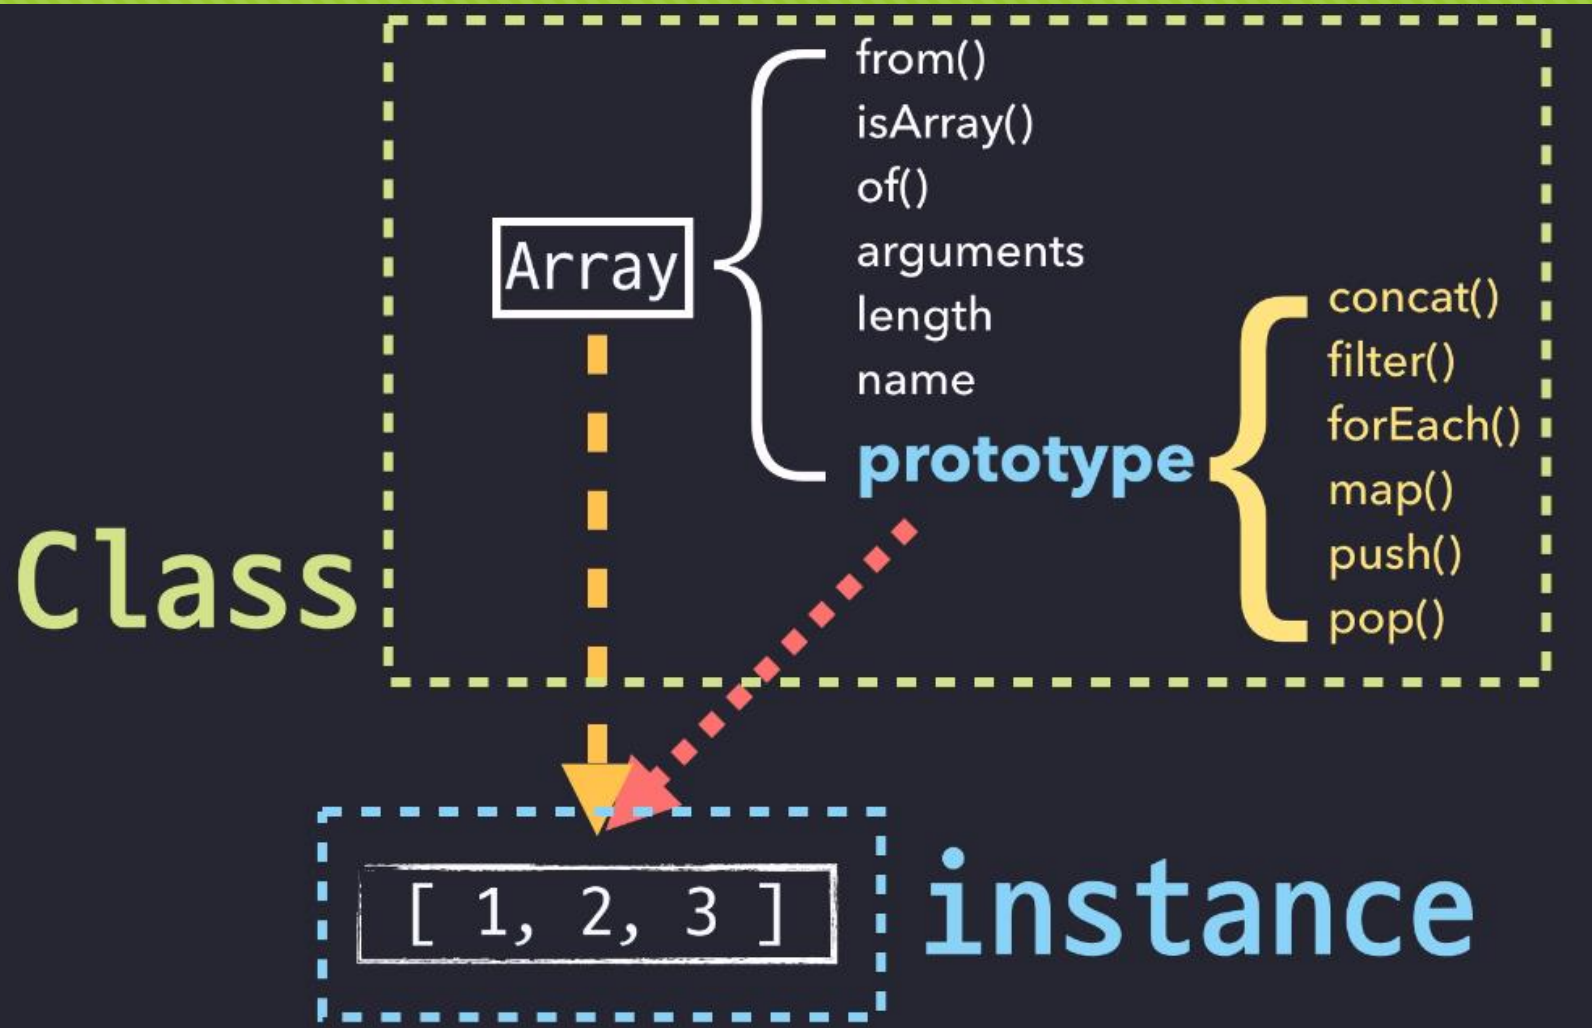 from()
isArray()
of()
Array
arguments
length
name
prototype
concat()
filter()
forEach()
map()
push()
pop()
Class
[ 1, 2, 3 ]
instance